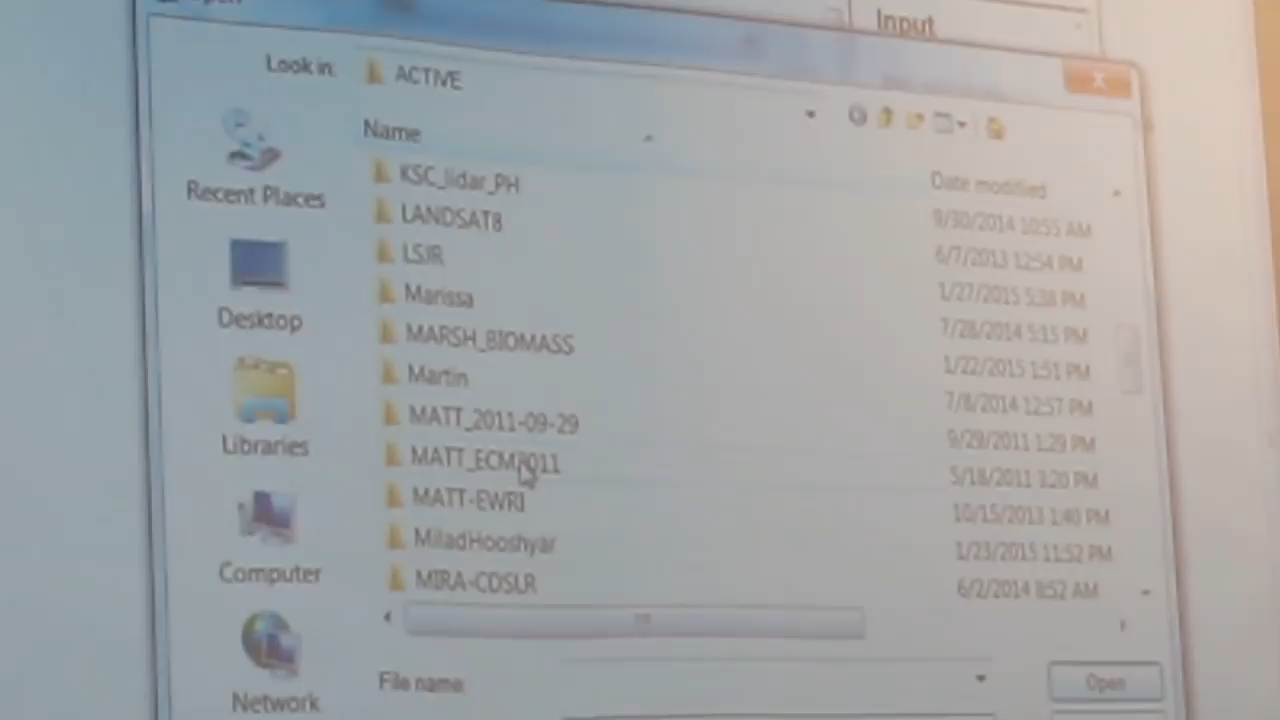 Open
Input
Look in:
ACTIVE
Name
Date modified
KSC_lidar_PH
9/30/2014 10:55 AM
LANDSAT8
6/7/2013 12:54 PM
LSJR
1/27/2015 5:38 PM
Marissa
7/28/2014 5:15 PM
MARSH_BIOMASS
1/22/2015 1:51 PM
Martin
7/8/2014 12:57 PM
MATT_2011-09-29
9/29/2011 1:29 PM
MATT_ECM2011
5/18/2011 3:20 PM
MATT-EWRI
10/15/2013 1:40 PM
MiladHooshyar
1/23/2015 11:52 PM
MIRA-CDSLR
6/2/2014 8:52 AM
Recent Places
Desktop
Libraries
Computer
Network
File name:
Open